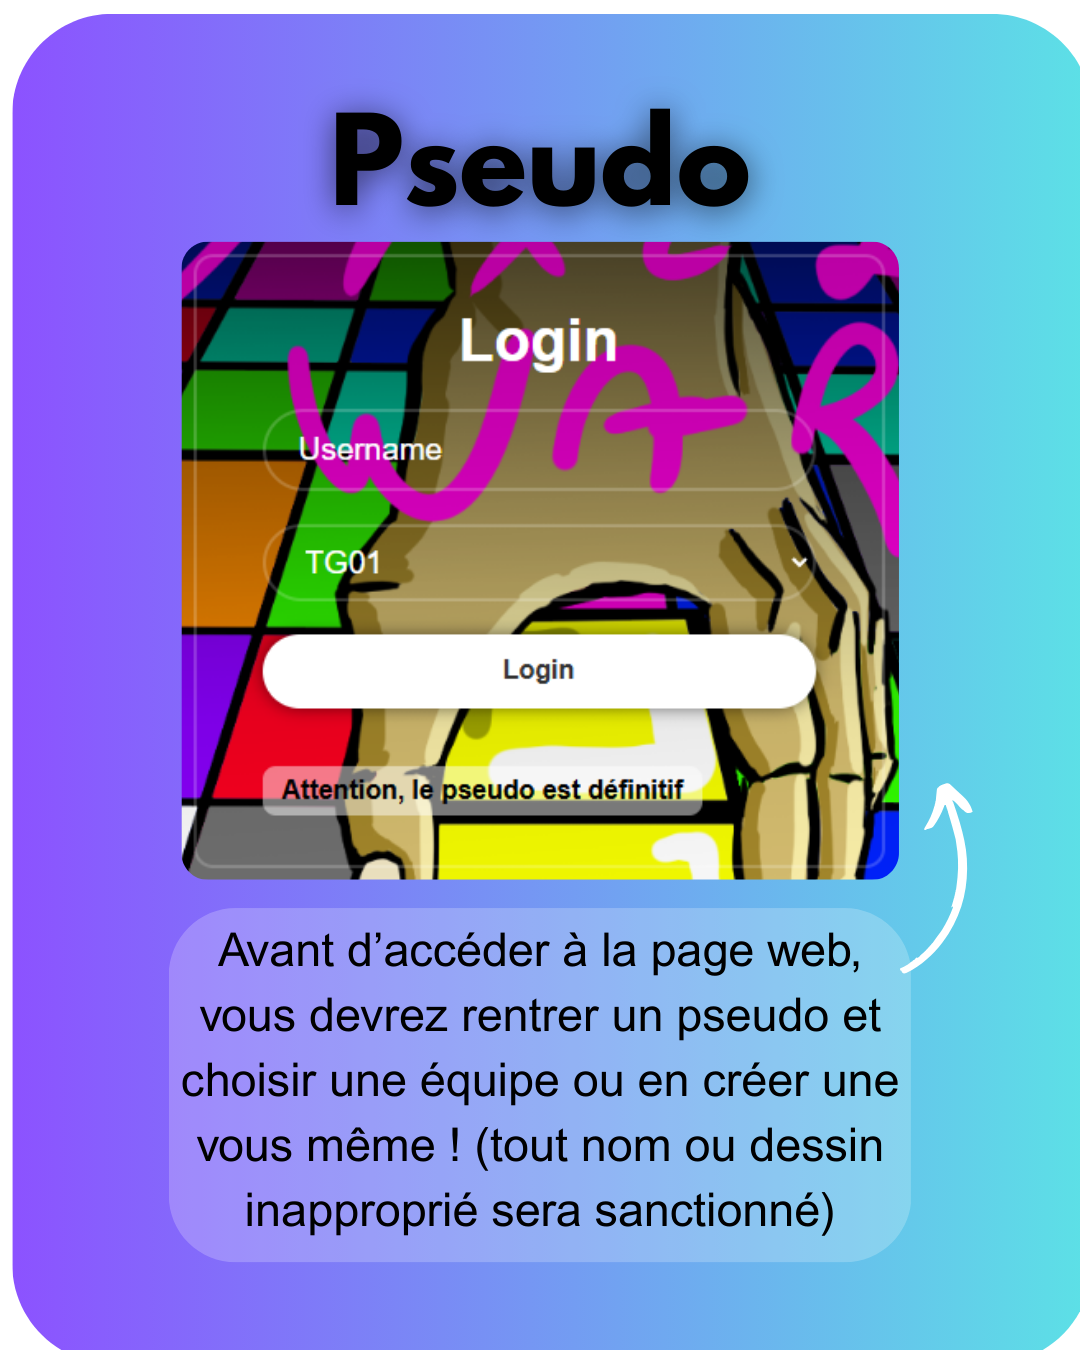 Pseudo
WAR
Login
Username
TG01
Login
Attention, le pseudo est définitif
Avant d’accéder à la page web,
vous devrez rentrer un pseudo et
choisir une équipe ou en créer une
vous même ! (tout nom ou dessin
inapproprié sera sanctionné)